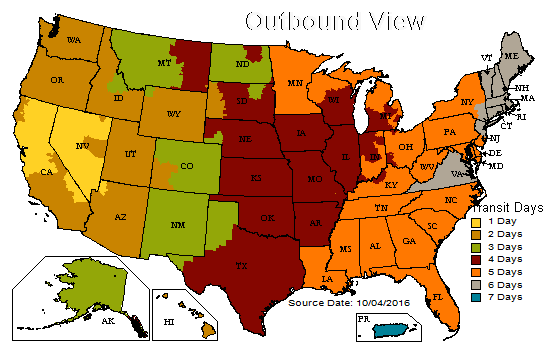 Outbound View
WA
MT
ND
MN
VT
ME
OR
ID
SD
WI
MI
NY
NH
MA
RI
CT
WY
NV
NE
IA
PA
NJ
OH
DE
MD
CA
UT
CO
KS
IL
IN
WV
VA
MO
KY
NC
TN
AZ
NM
OK
AR
SC
MS
AL
GA
TX
LA
FL
AK
HI
PR
Transit Days
1 Day
2 Days
3 Days
4 Days
5 Days
6 Days
7 Days
Source Date: 10/04/2016